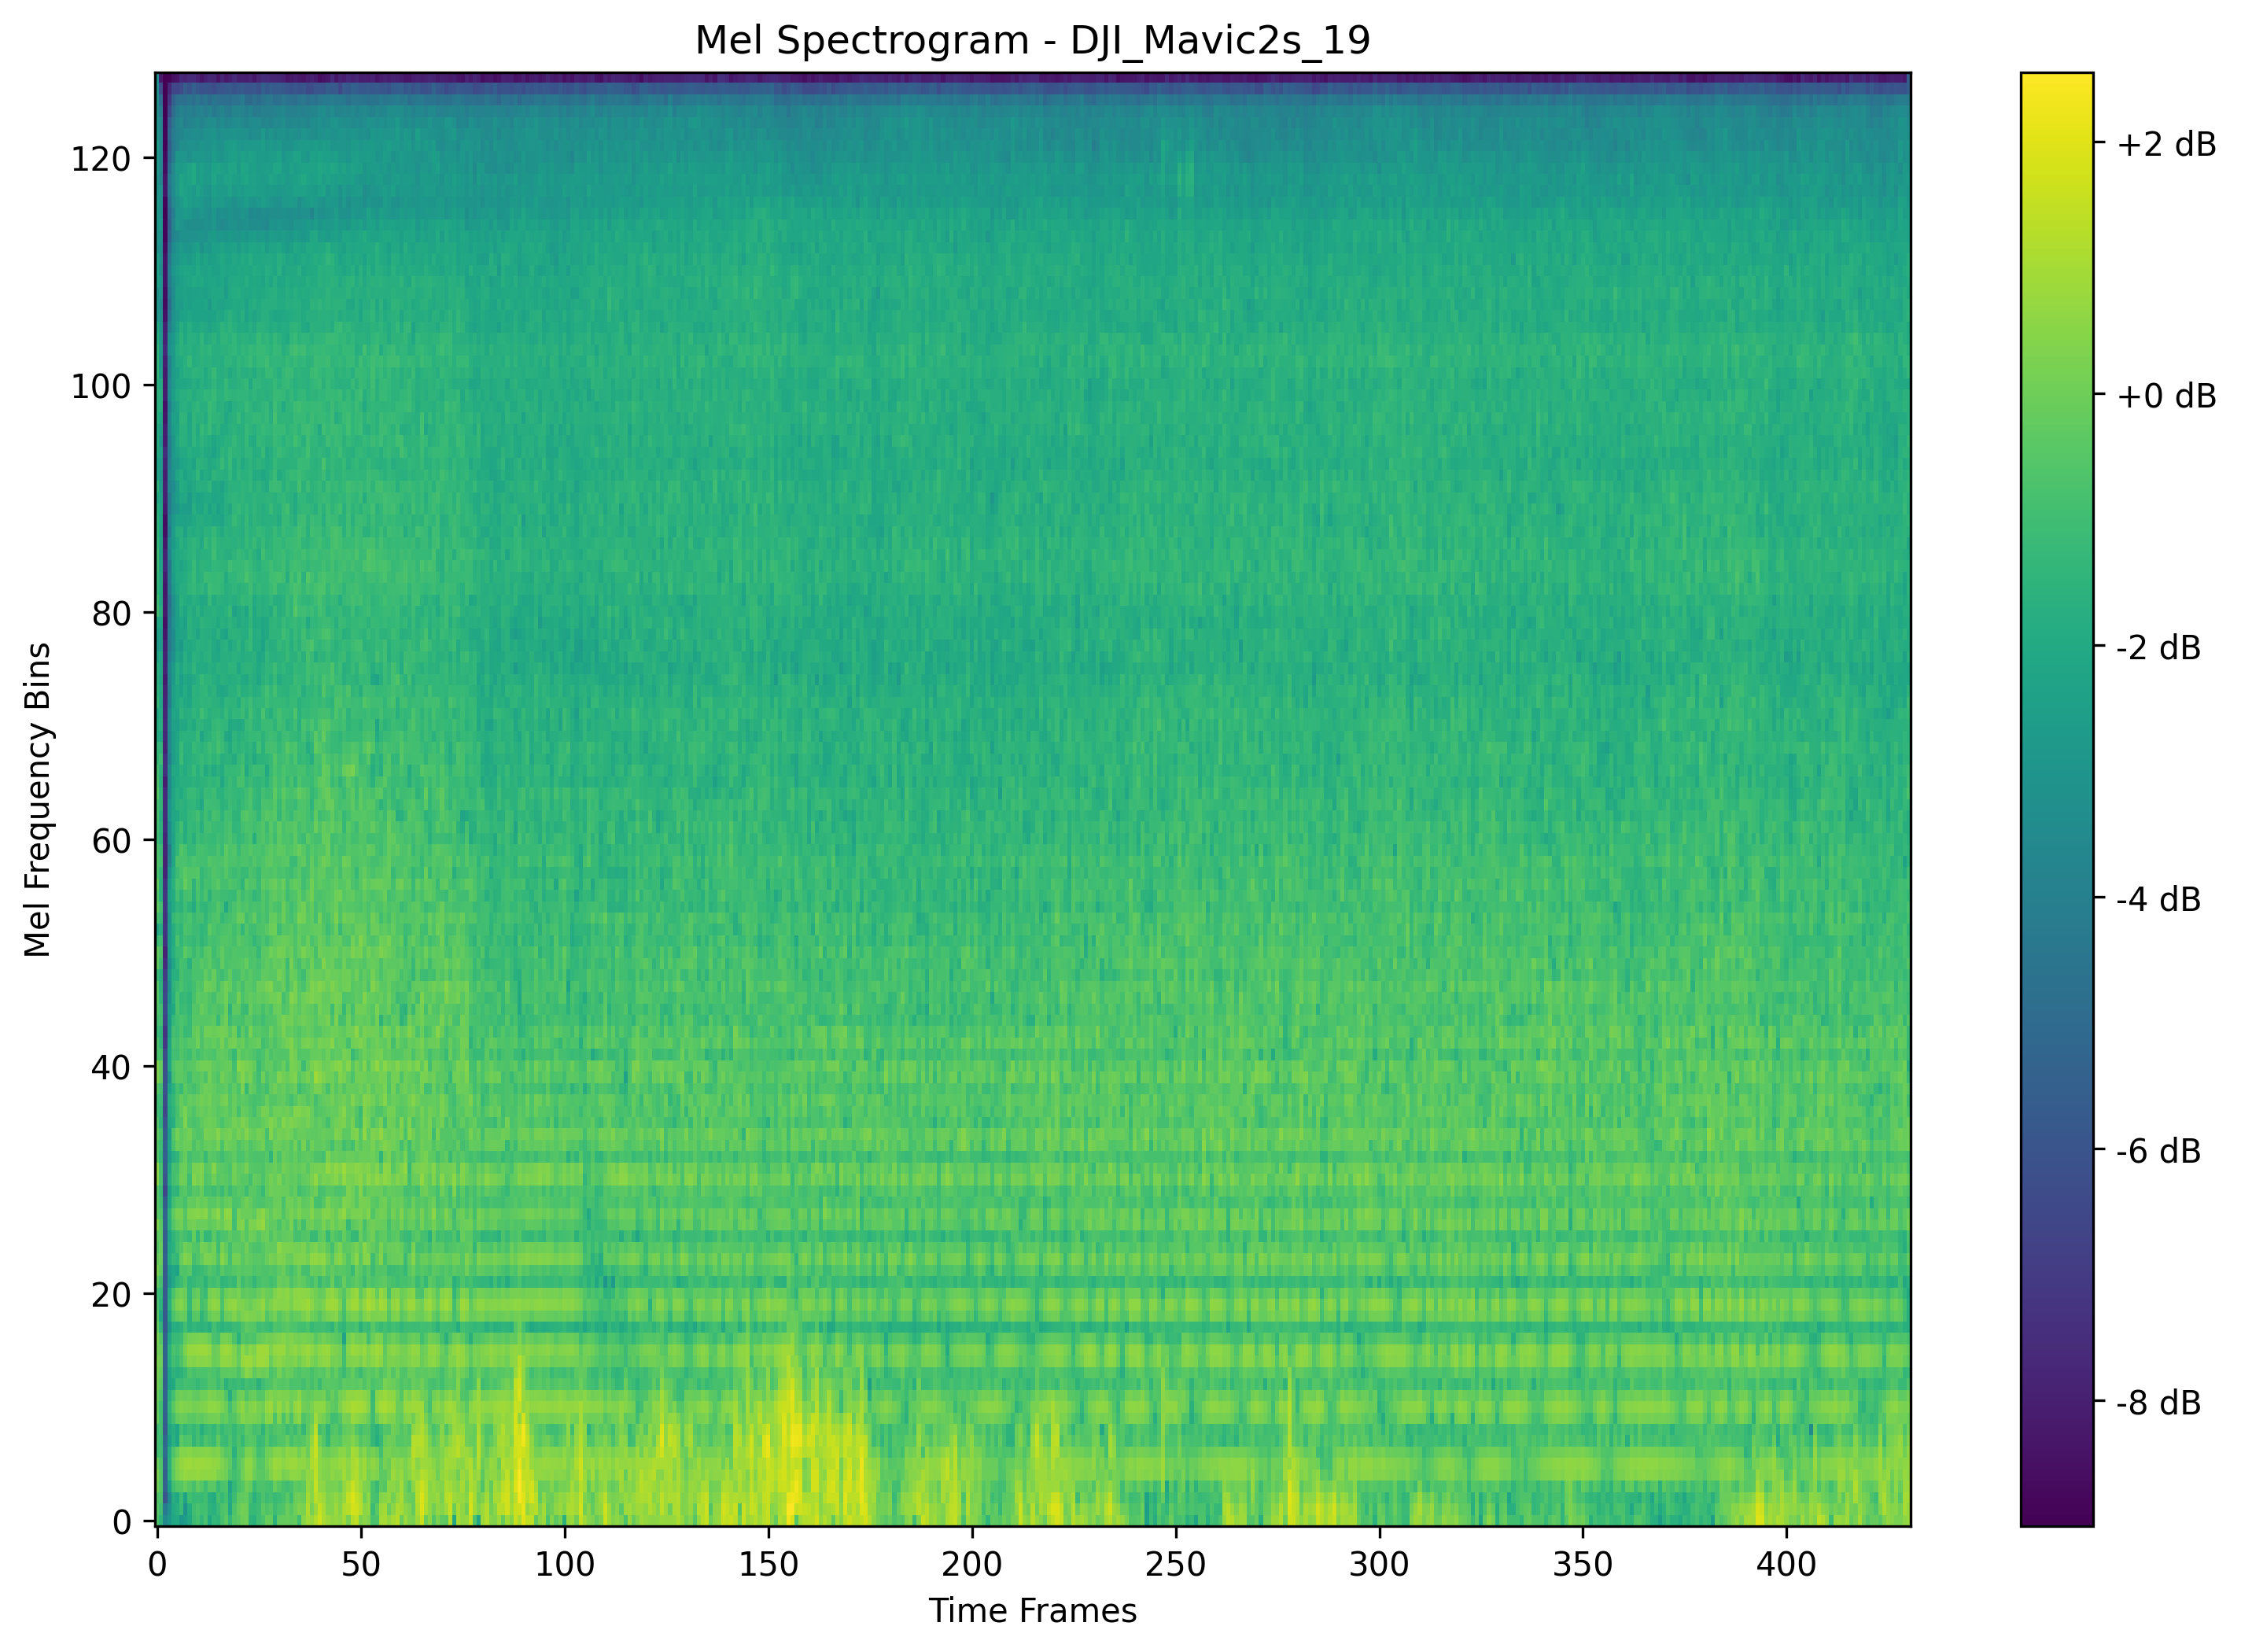 Mel Spectrogram - DJI_Mavic2s_19
Mel Frequency Bins
120
100
80
60
40
20
0
0 50 100 150 200 250 300 350 400
Time Frames
+2 dB
+0 dB
-2 dB
-4 dB
-6 dB
-8 dB